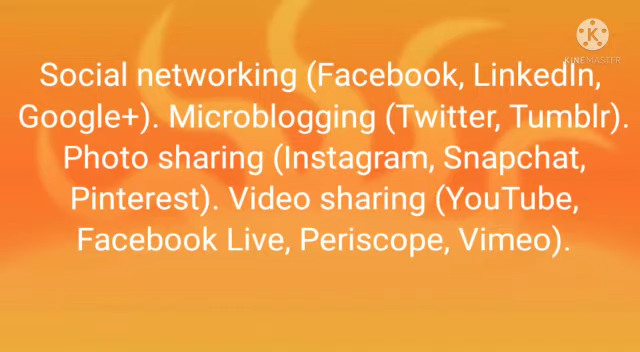 KINEMASTER
Social networking (Facebook, LinkedIn,
Google+). Microblogging (Twitter, Tumblr).
Photo sharing (Instagram, Snapchat,
Pinterest). Video sharing (YouTube,
Facebook Live, Periscope, Vimeo).